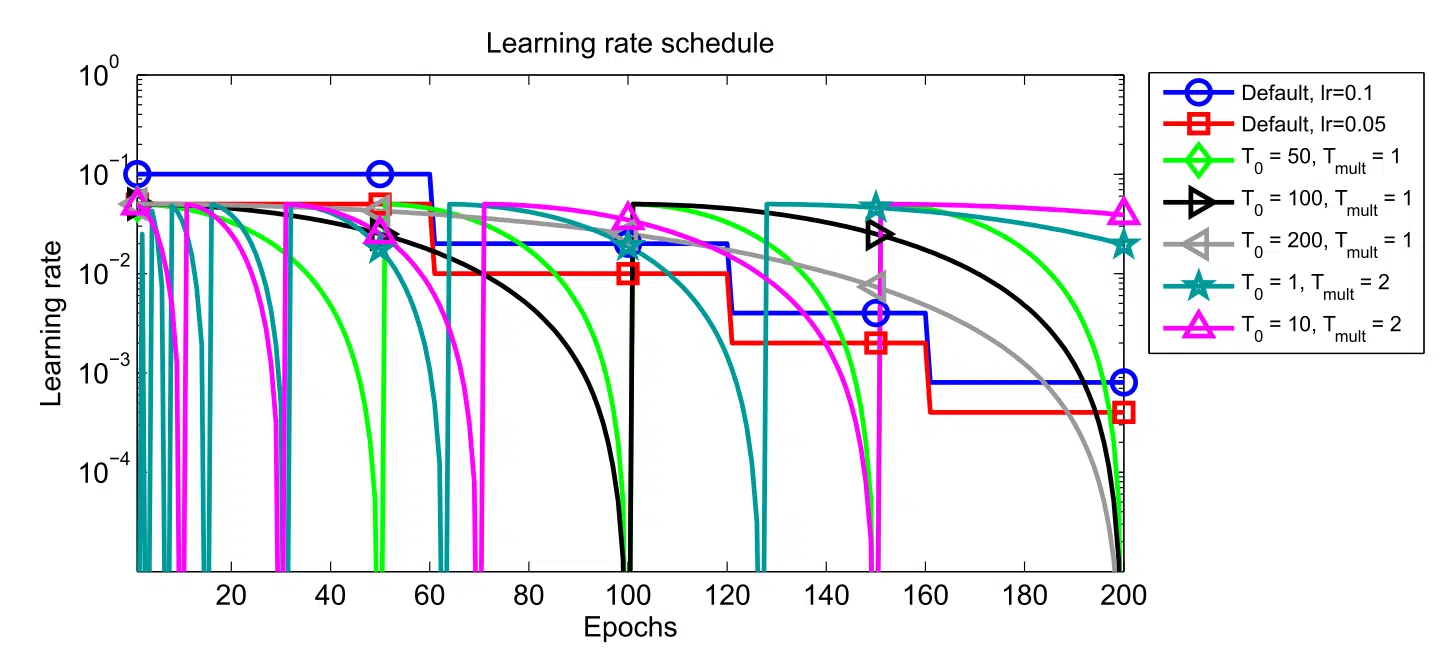 Learning rate schedule
10^0
10^-1
10^-2
10^-3
10^-4
Learning rate
20 40 60 80 100 120 140 160 180 200
Epochs
Default, lr=0.1
Default, lr=0.05
T_0 = 50, T_mult = 1
T_0 = 100, T_mult = 1
T_0 = 200, T_mult = 1
T_0 = 1, T_mult = 2
T_0 = 10, T_mult = 2